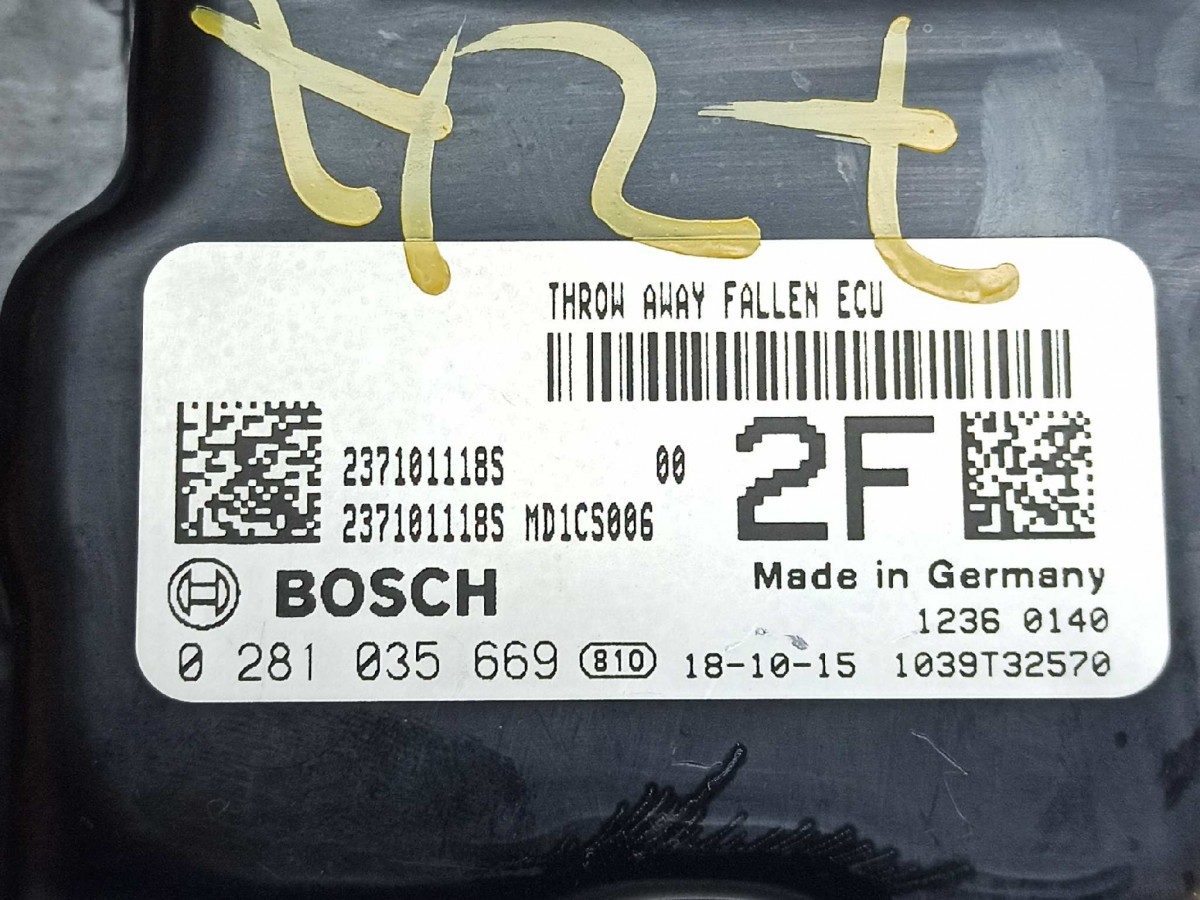 THROW AWAY FALLEN ECU
237101118S 00
237101118S MD1CS006
2F
BOSCH
Made in Germany
1236 0140
0 281 035 669 810 18-10-15 1039T32570